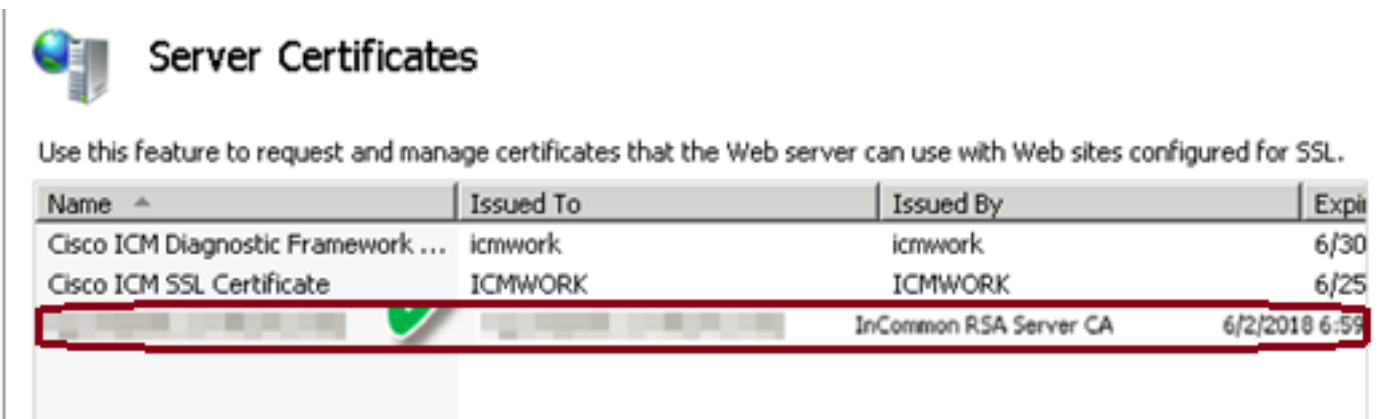 Server Certificates
Use this feature to request and manage certificates that the Web server can use with Web sites configured for SSL.
Name Issued To Issued By Expi
Cisco ICM Diagnostic Framework ... icmwork icmwork 6/30
Cisco ICM SSL Certificate ICMWORK ICMWORK 6/25
InCommon RSA Server CA 6/2/2018 6:59